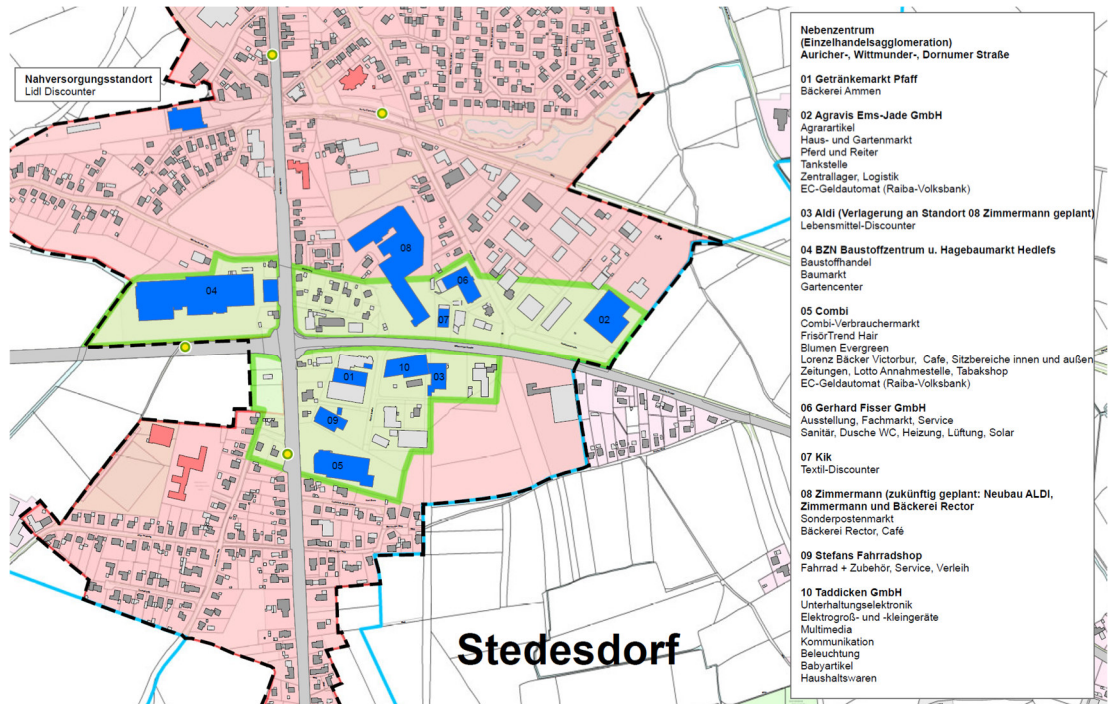 Nahversorgungsstandort
Lidl Discounter
08
06
04
07
02
10
01
03
09
05
Stedesdorf
Nebenzentrum
(Einzelhandelsagglomeration)
Auricher-, Wittmunder-, Dornumer Straße
01 Getränkemarkt Pfaff
Bäckerei Ammen
02 Agravis Ems-Jade GmbH
Agrarartikel
Haus- und Gartenmarkt
Pferd und Reiter
Tankstelle
Zentrallager, Logistik
EC-Geldautomat (Raiba-Volksbank)
03 Aldi (Verlagerung an Standort 08 Zimmermann geplant)
Lebensmittel-Discounter
04 BZN Baustoffzentrum u. Hagebaumarkt Hedlefs
Baustoffhandel
Baumarkt
Gartencenter
05 Combi
Combi-Verbrauchermarkt
FrisörTrend Hair
Blumen Evergreen
Lorenz Bäcker Victorbur, Cafe, Sitzbereiche innen und außen
Zeitungen, Lotto Annahmestelle, Tabakshop
EC-Geldautomat (Raiba-Volksbank)
06 Gerhard Fisser GmbH
Ausstellung, Fachmarkt, Service
Sanitär, Dusche WC, Heizung, Lüftung, Solar
07 Kik
Textil-Discounter
08 Zimmermann (zukünftig geplant: Neubau ALDI,
Zimmermann und Bäckerei Rector
Sonderpostenmarkt
Bäckerei Rector, Café
09 Stefans Fahrradshop
Fahrrad + Zubehör, Service, Verleih
10 Taddicken GmbH
Unterhaltungselektronik
Elektrogroß- und -kleingeräte
Multimedia
Kommunikation
Beleuchtung
Babyartikel
Haushaltswaren